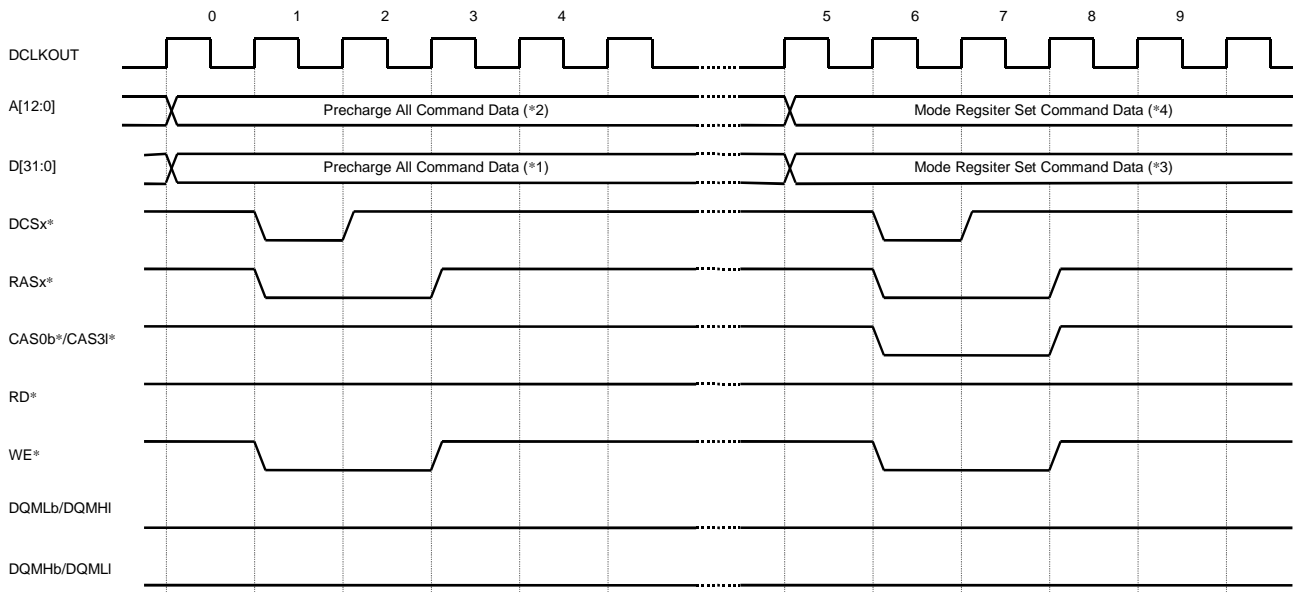 0 1 2 3 4 5 6 7 8 9
DCLKOUT
A[12:0] Precharge All Command Data (*2) Mode Regsiter Set Command Data (*4)
D[31:0] Precharge All Command Data (*1) Mode Regsiter Set Command Data (*3)
DCSx*
RASx*
CAS0b*/CAS3l*
RD*
WE*
DQMLb/DQMHl
DQMHb/DQMLl